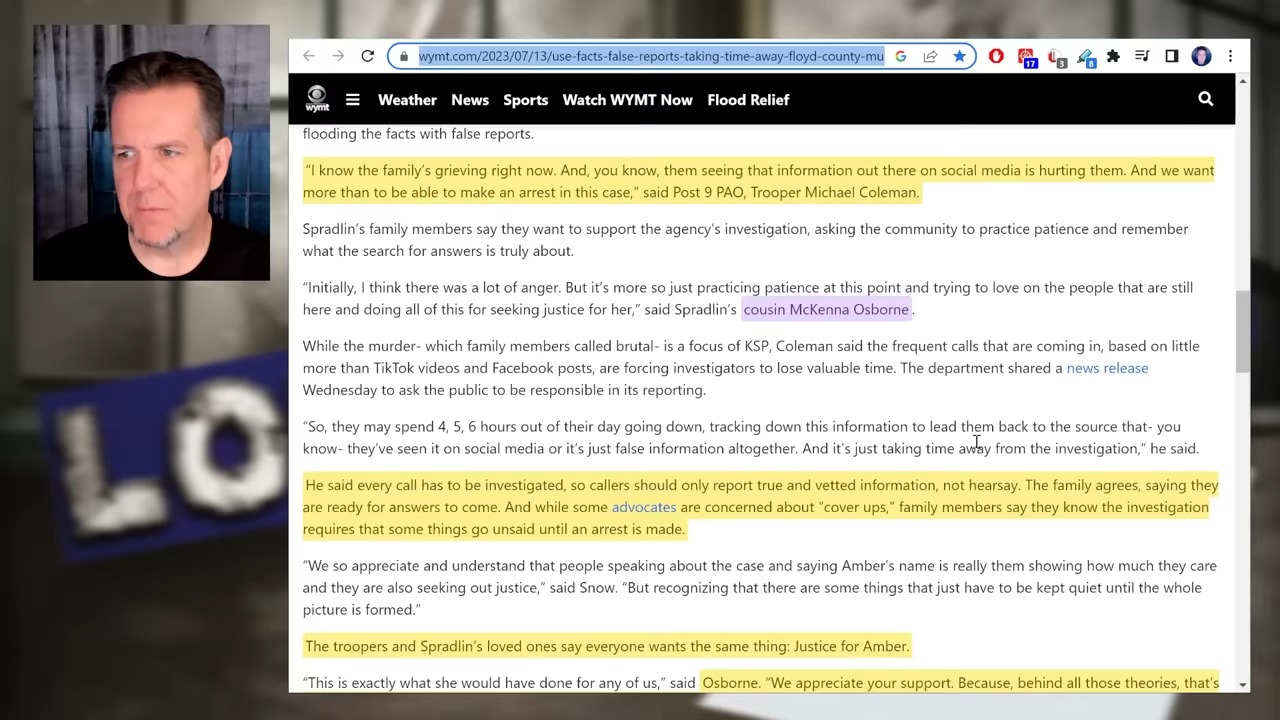 wymt.com/2023/07/13/use-facts-false-reports-taking-time-away-floyd-county-mu
17
3
8
wymt
Weather News Sports Watch WYMT Now Flood Relief
flooding the facts with false reports.
“I know the family’s grieving right now. And, you know, them seeing that information out there on social media is hurting them. And we want
more than to be able to make an arrest in this case,” said Post 9 PAO, Trooper Michael Coleman.
Spradlin’s family members say they want to support the agency’s investigation, asking the community to practice patience and remember
what the search for answers is truly about.
“Initially, I think there was a lot of anger. But it’s more so just practicing patience at this point and trying to love on the people that are still
here and doing all of this for seeking justice for her,” said Spradlin’s cousin McKenna Osborne.
While the murder- which family members called brutal- is a focus of KSP, Coleman said the frequent calls that are coming in, based on little
more than TikTok videos and Facebook posts, are forcing investigators to lose valuable time. The department shared a news release
Wednesday to ask the public to be responsible in its reporting.
“So, they may spend 4, 5, 6 hours out of their day going down, tracking down this information to lead them back to the source that- you
know- they’ve seen it on social media or it’s just false information altogether. And it’s just taking time away from the investigation,” he said.
He said every call has to be investigated, so callers should only report true and vetted information, not hearsay. The family agrees, saying they
are ready for answers to come. And while some advocates are concerned about “cover ups,” family members say they know the investigation
requires that some things go unsaid until an arrest is made.
“We so appreciate and understand that people speaking about the case and saying Amber’s name is really them showing how much they care
and they are also seeking out justice,” said Snow. “But recognizing that there are some things that just have to be kept quiet until the whole
picture is formed.”
The troopers and Spradlin’s loved ones say everyone wants the same thing: Justice for Amber.
“This is exactly what she would have done for any of us,” said Osborne. “We appreciate your support. Because, behind all those theories, that’s
LO